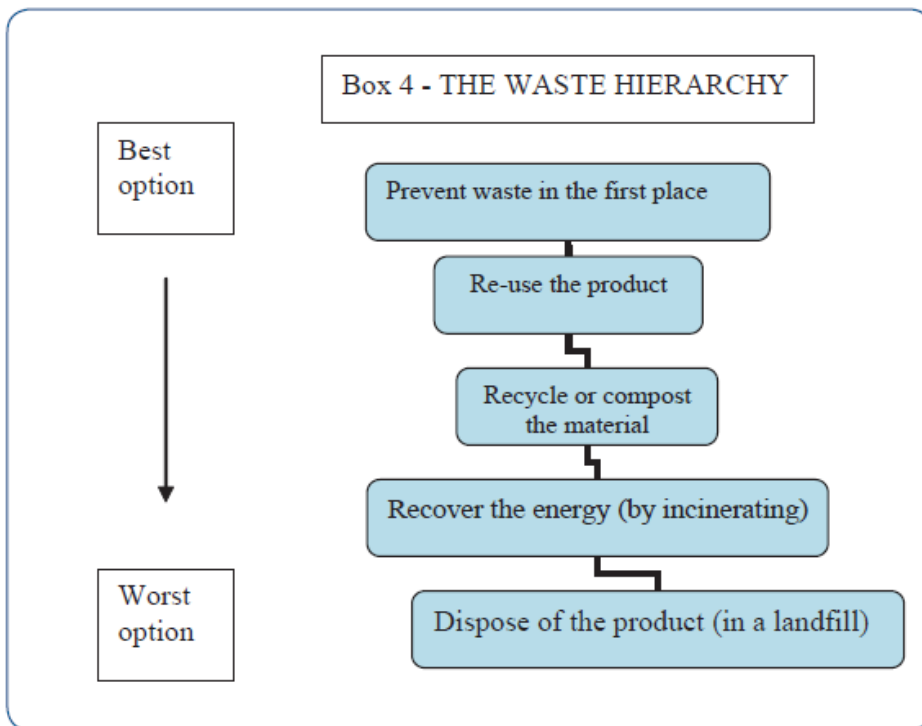 Box 4 - THE WASTE HIERARCHY
Best
option
Prevent waste in the first place
Re-use the product
Recycle or compost
the material
Recover the energy (by incinerating)
Worst
option
Dispose of the product (in a landfill)